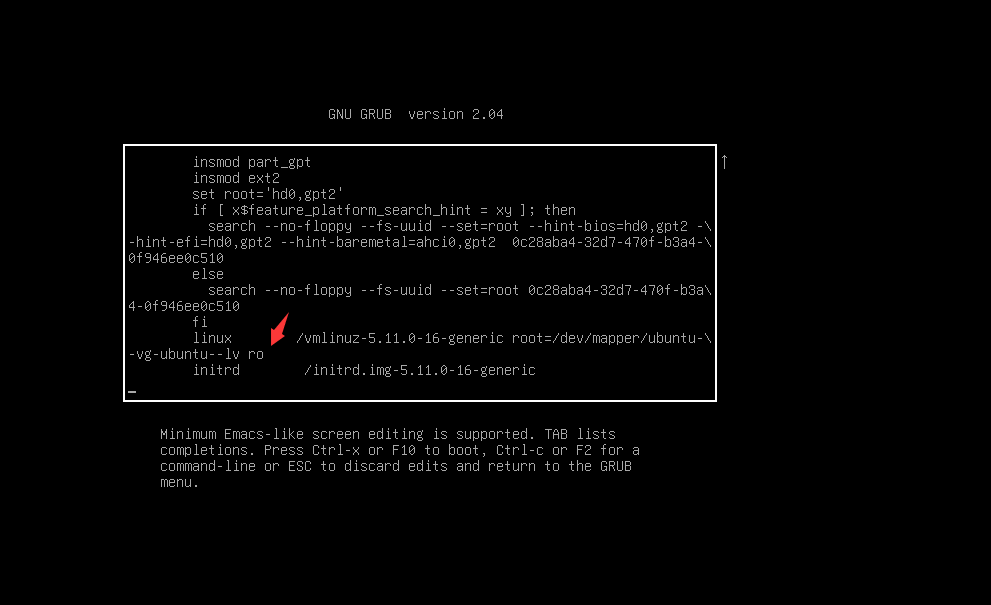 GNU GRUB  version 2.04
insmod part_gpt
insmod ext2
set root='hd0,gpt2'
if [ x$feature_platform_search_hint = xy ]; then
search --no-floppy --fs-uuid --set=root --hint-bios=hd0,gpt2 -\
-hint-efi=hd0,gpt2 --hint-baremetal=ahci0,gpt2  0c28aba4-32d7-470f-b3a4-\
0f946ee0c510
else
search --no-floppy --fs-uuid --set=root 0c28aba4-32d7-470f-b3a\
4-0f946ee0c510
fi
linux        /vmlinuz-5.11.0-16-generic root=/dev/mapper/ubuntu-\
-vg-ubuntu--lv ro
initrd        /initrd.img-5.11.0-16-generic
Minimum Emacs-like screen editing is supported. TAB lists
completions. Press Ctrl-x or F10 to boot, Ctrl-c or F2 for a
command-line or ESC to discard edits and return to the GRUB
menu.